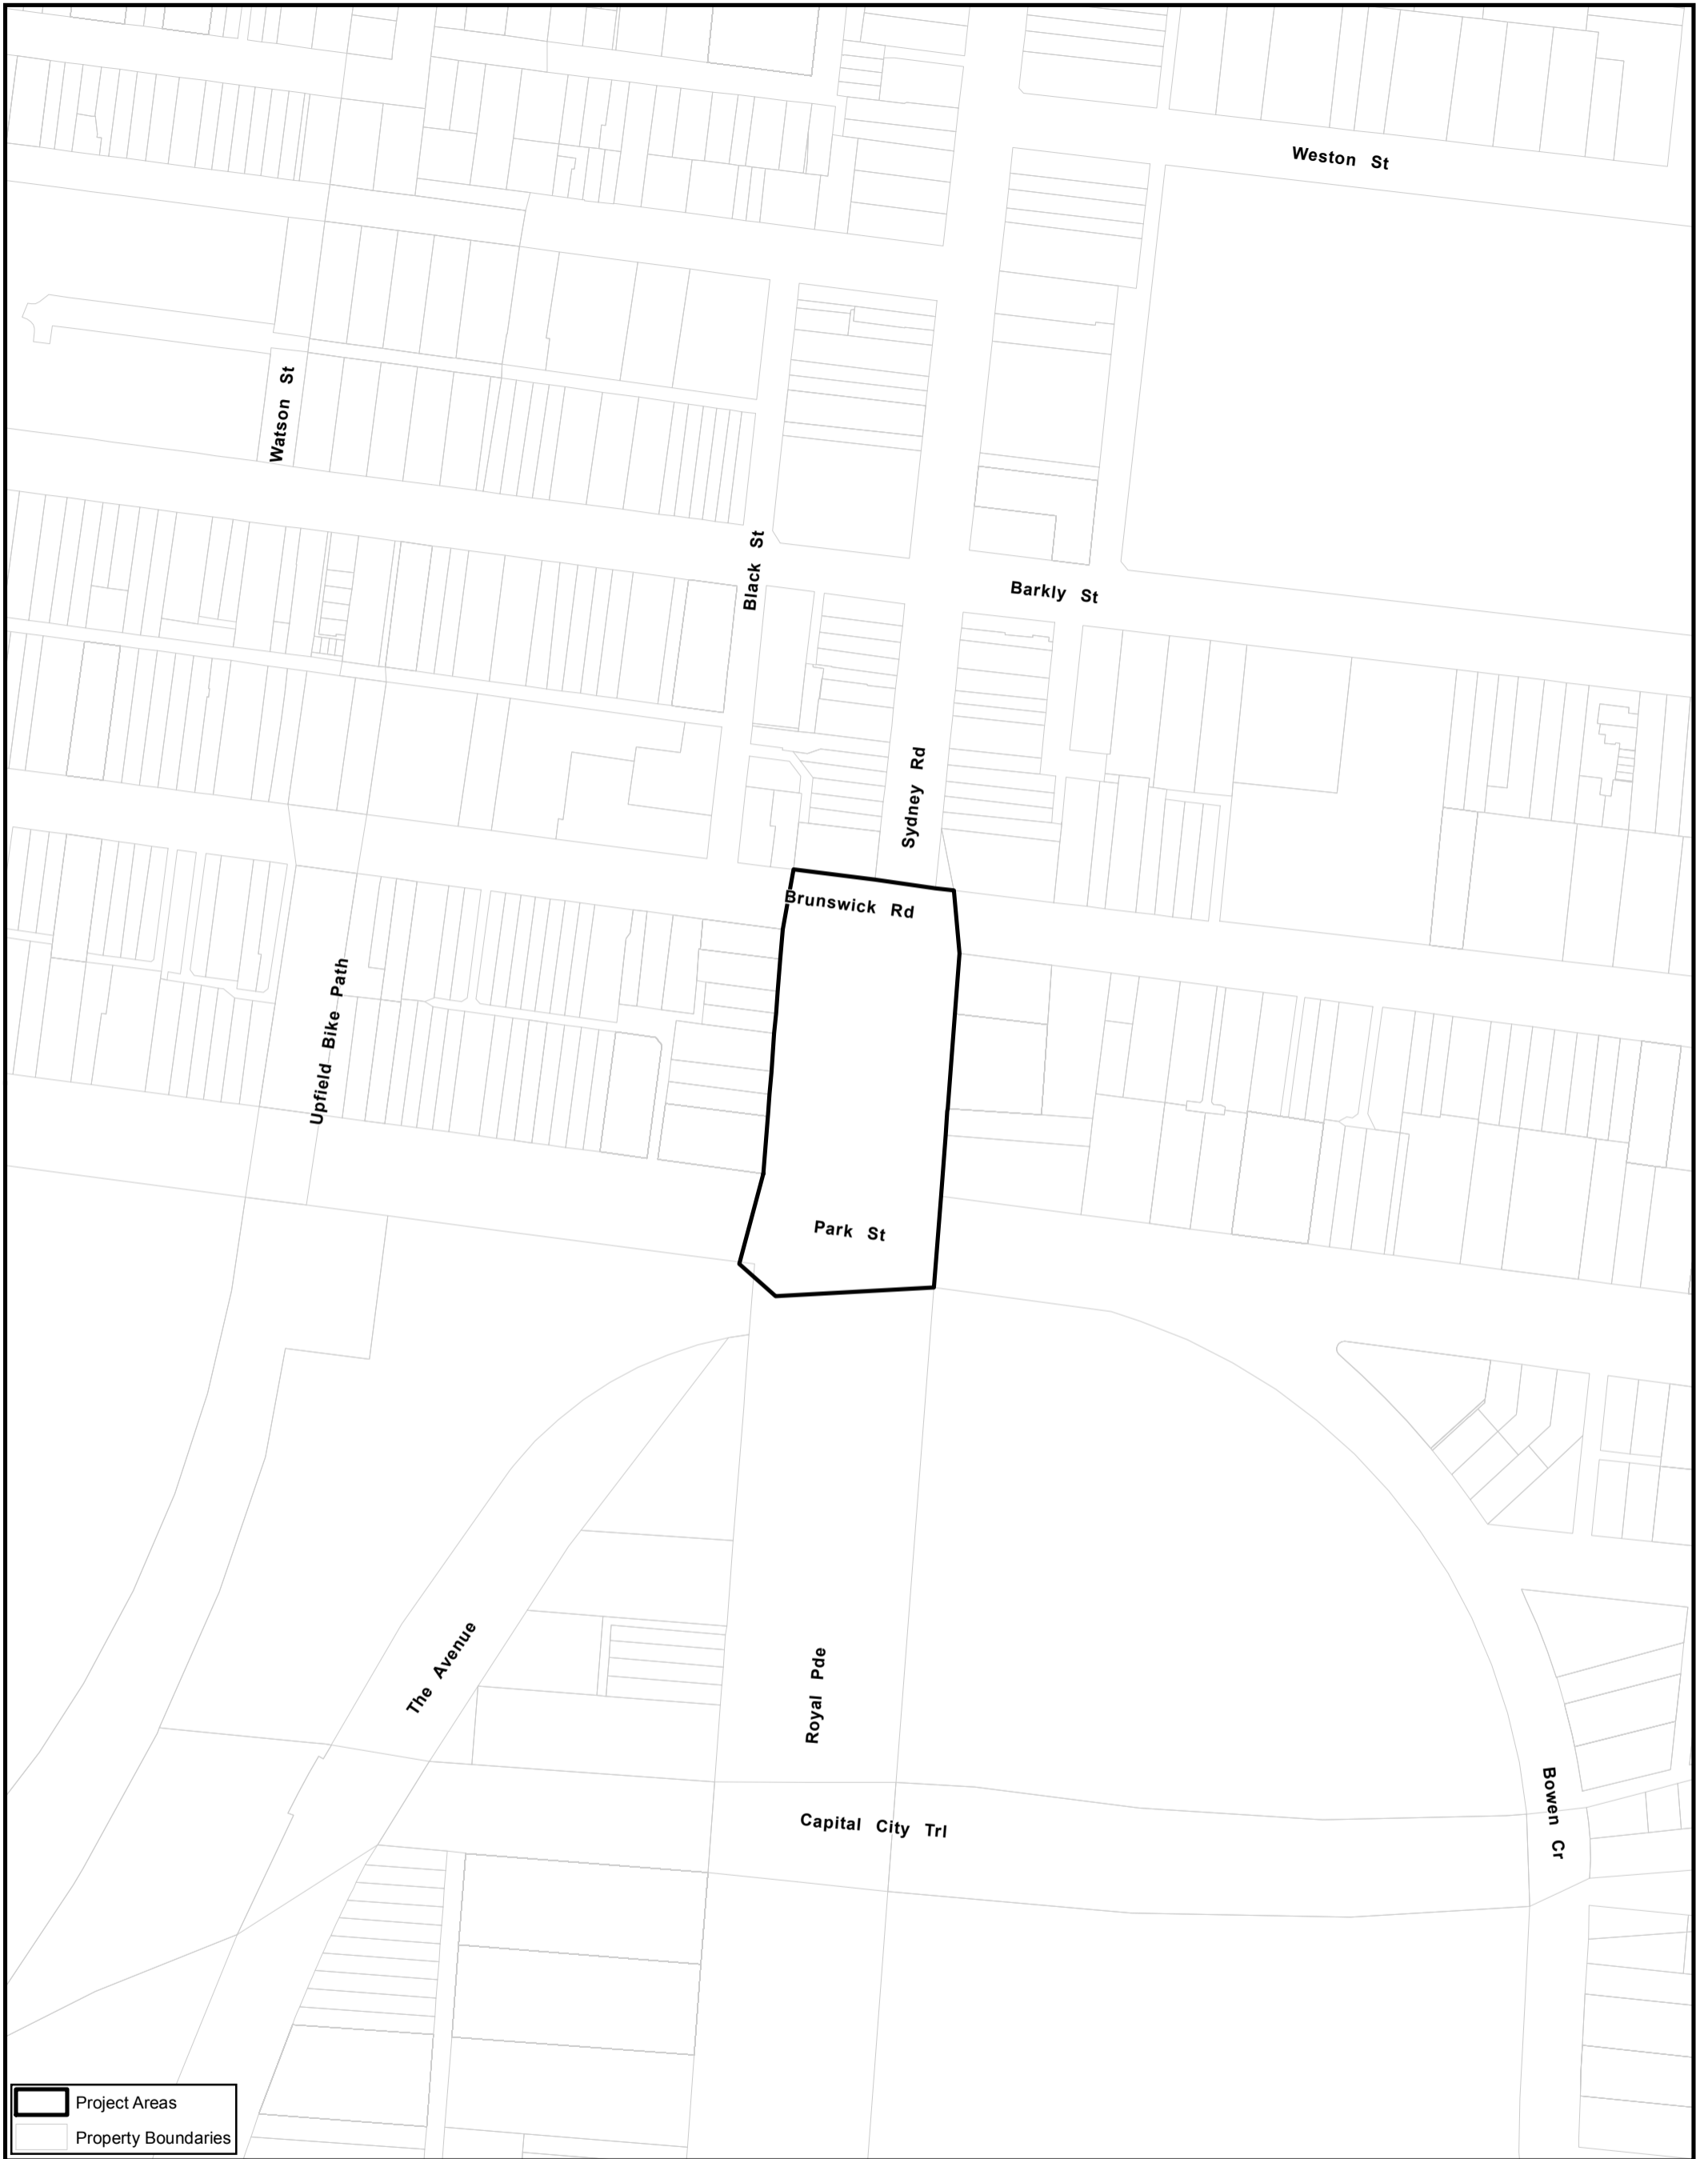 Weston St
Watson St
Black St
Barkly St
Sydney Rd
Brunswick Rd
Upfield Bike Path
Park St
The Avenue
Royal Pde
Bowen Cr
Capital City Trl
Project Areas
Property Boundaries